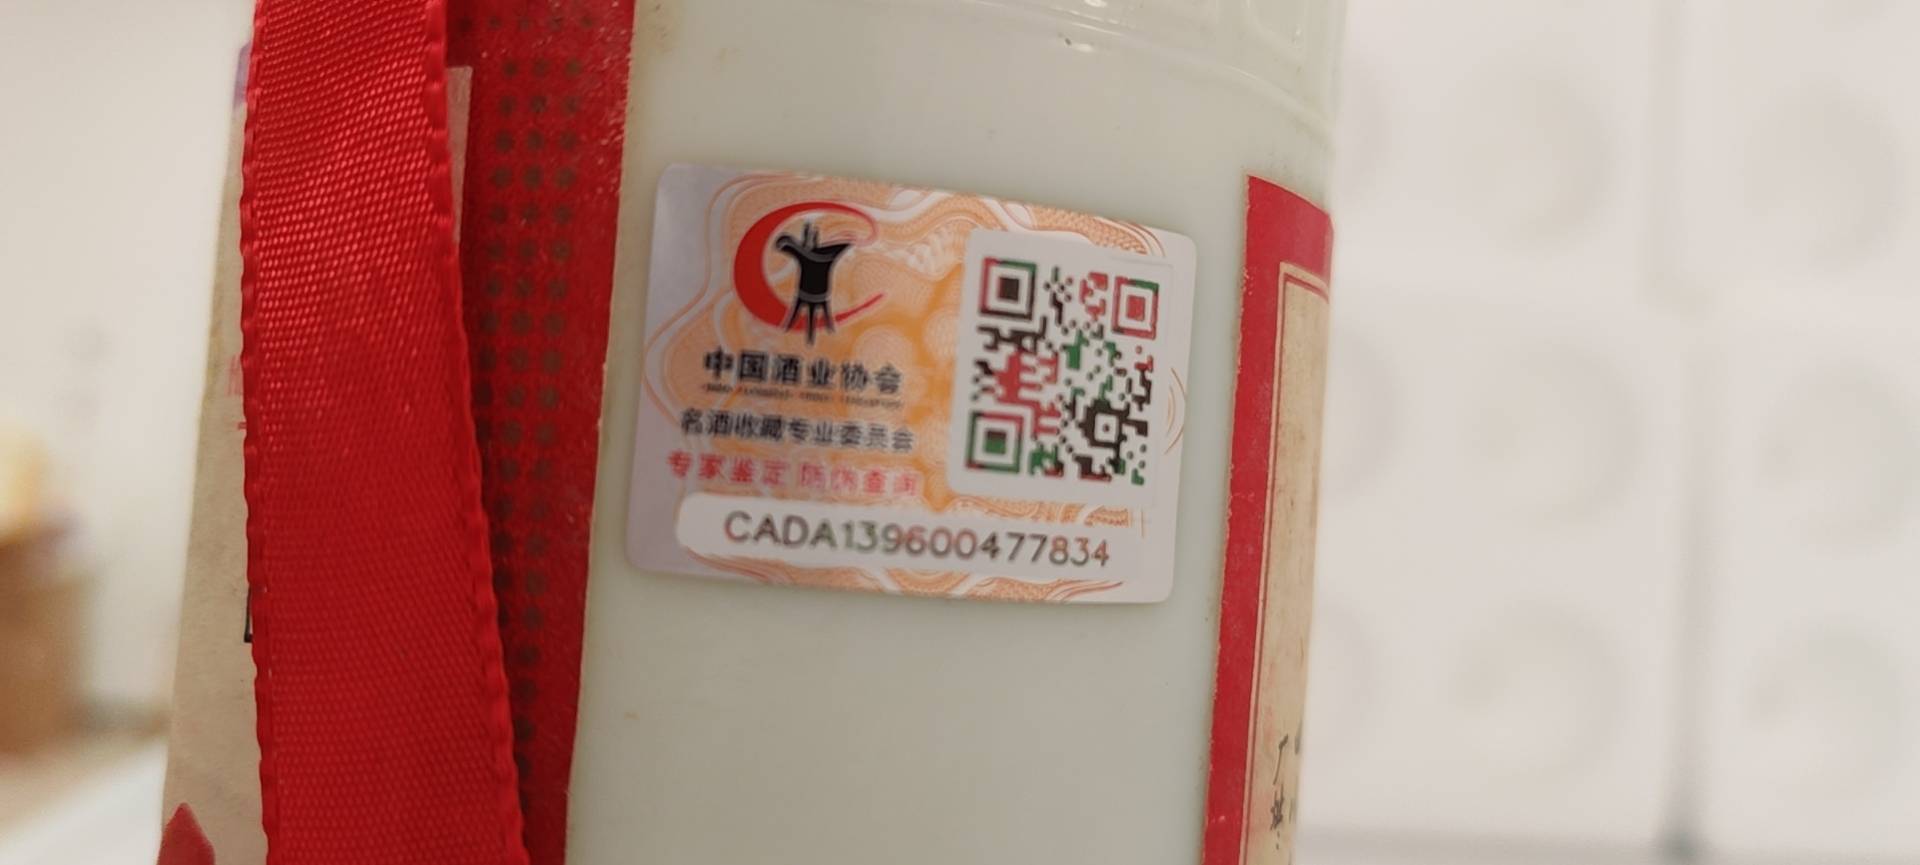 中国酒业协会
名酒收藏专业委员会
专家鉴定 防伪查询
CADA139600477834